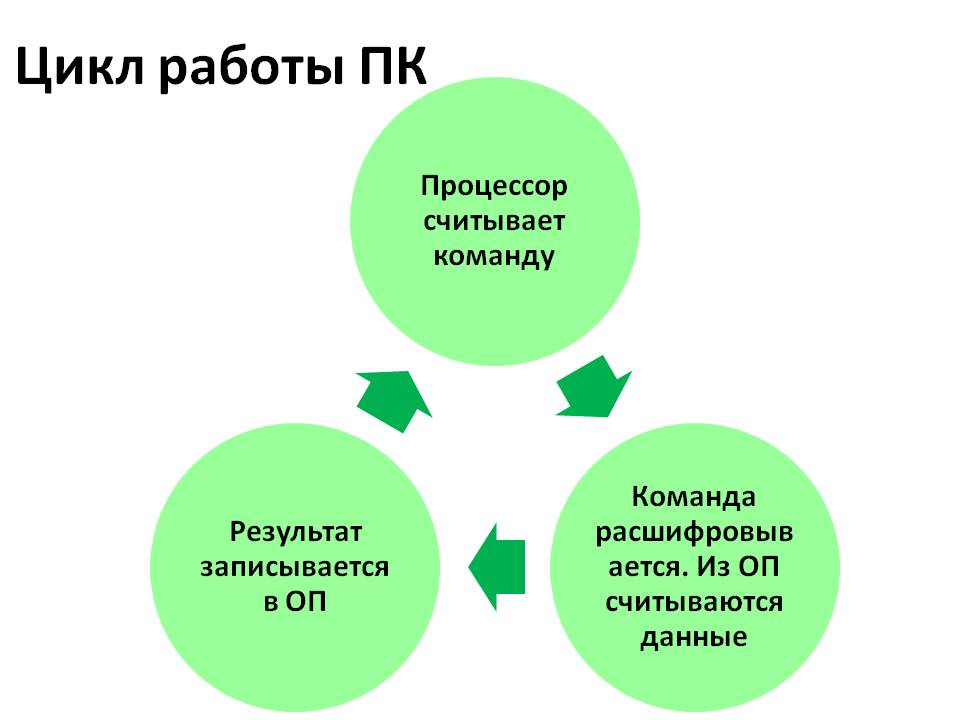 Цикл работы ПК
Процессор
считывает
команду
Команда
расшифровыв
ается. Из ОП
считываются
данные
Результат
записывается
в ОП